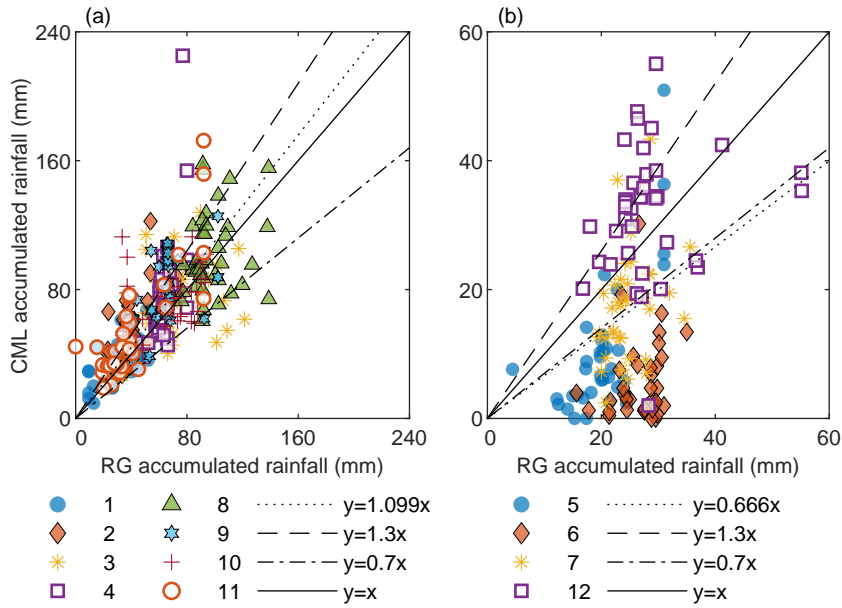 (a)
(b)
CML accumulated rainfall (mm)
240
160
80
0
0
80
160
240
RG accumulated rainfall (mm)
60
40
20
0
0
20
40
60
RG accumulated rainfall (mm)
1
8
y=1.099x
2
9
y=1.3x
3
10
y=0.7x
4
11
y=x
5
y=0.666x
6
y=1.3x
7
y=0.7x
12
y=x